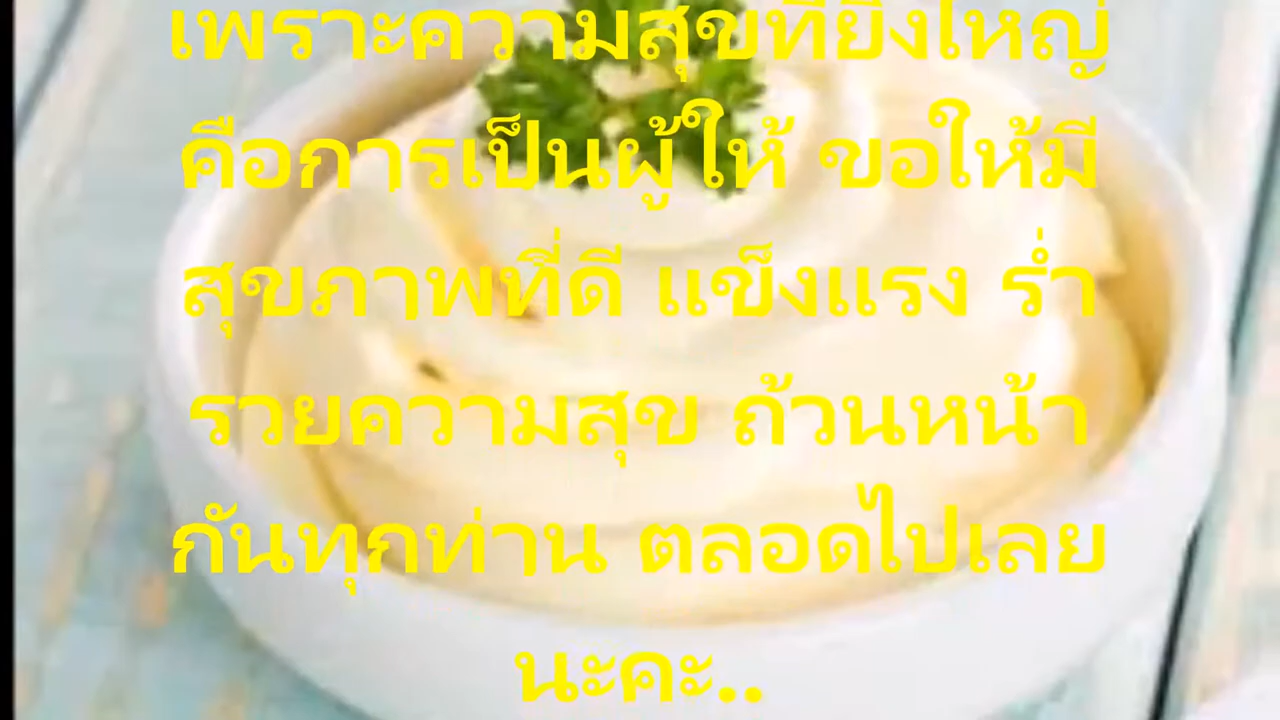 เพราะความสุขที่ยิ่งใหญ่
คือการเป็นผู้ให้ ขอให้มี
สุขภาพที่ดี แข็งแรง ร่ำ
รวยความสุข ถ้วนหน้า
กันทุกท่าน ตลอดไปเลย
นะคะ..